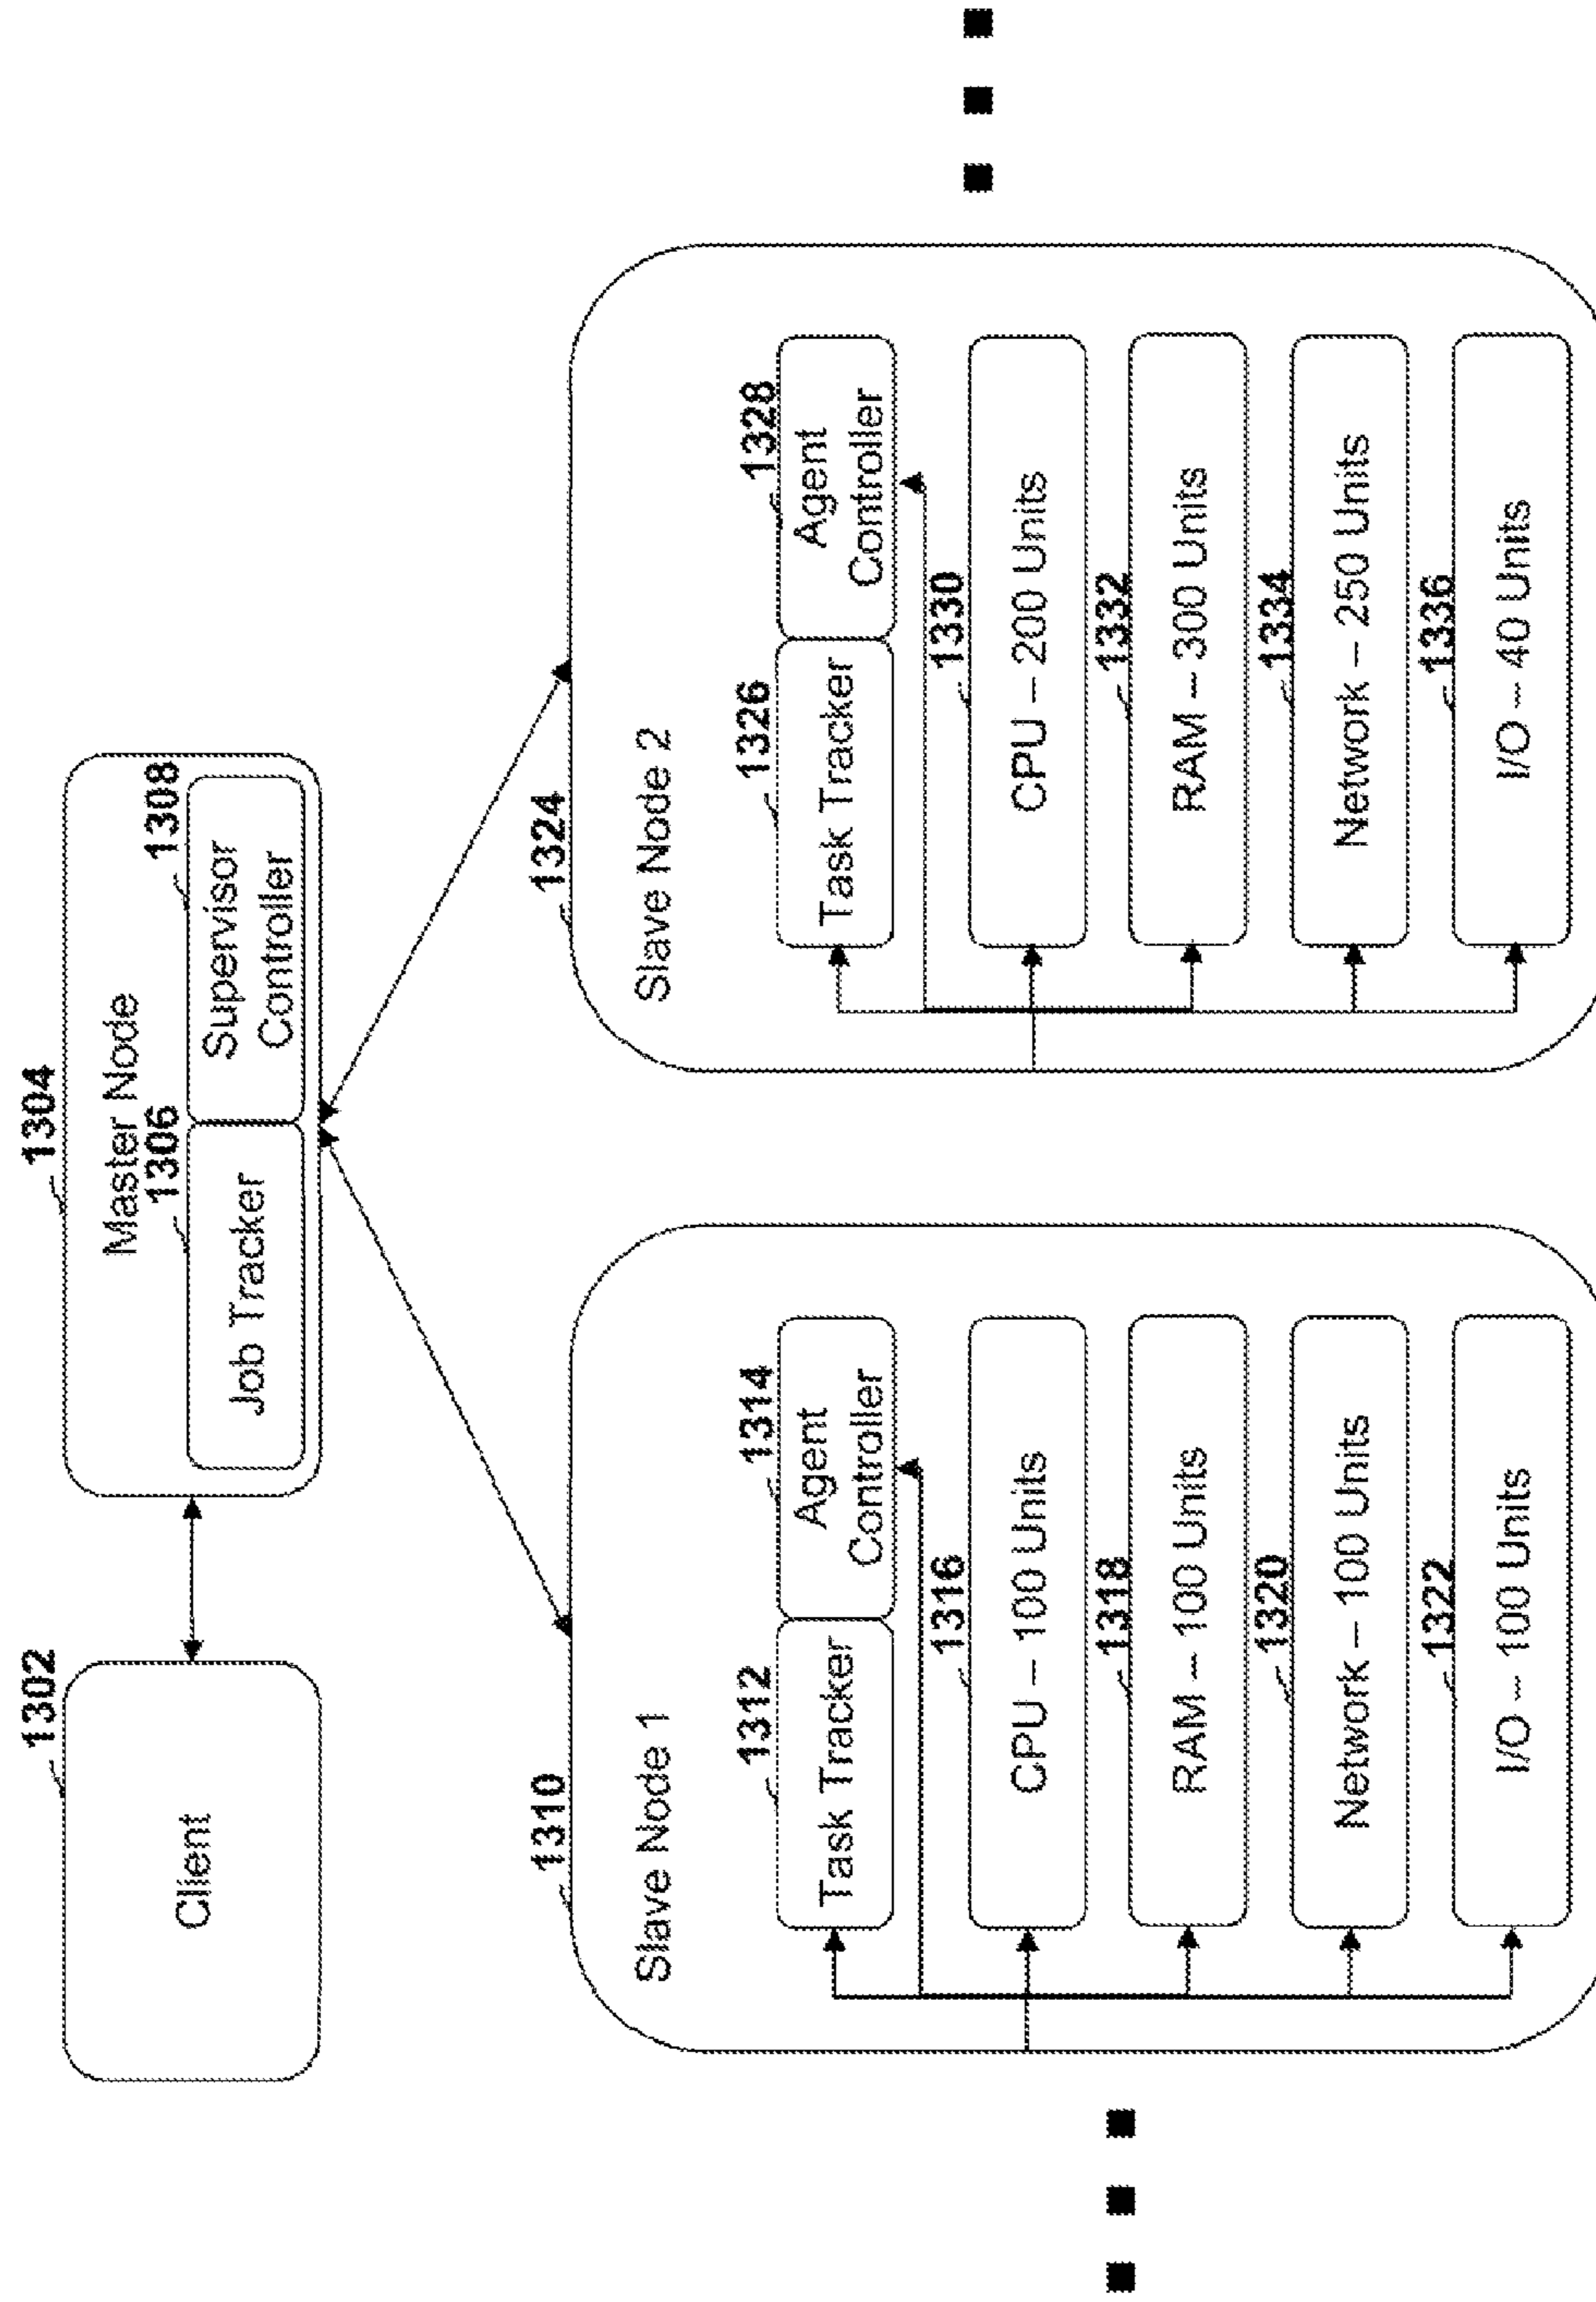 1302
Client
1304
Master Node
1306
Job Tracker
1308
Supervisor
Controller
1310
Slave Node 1
1312
Task Tracker
1314
Agent
Controller
1316
CPU – 100 Units
1318
RAM – 100 Units
1320
Network – 100 Units
1322
I/O – 100 Units
1324
Slave Node 2
1326
Task Tracker
1328
Agent
Controller
1330
CPU – 200 Units
1332
RAM – 300 Units
1334
Network – 250 Units
1336
I/O – 40 Units